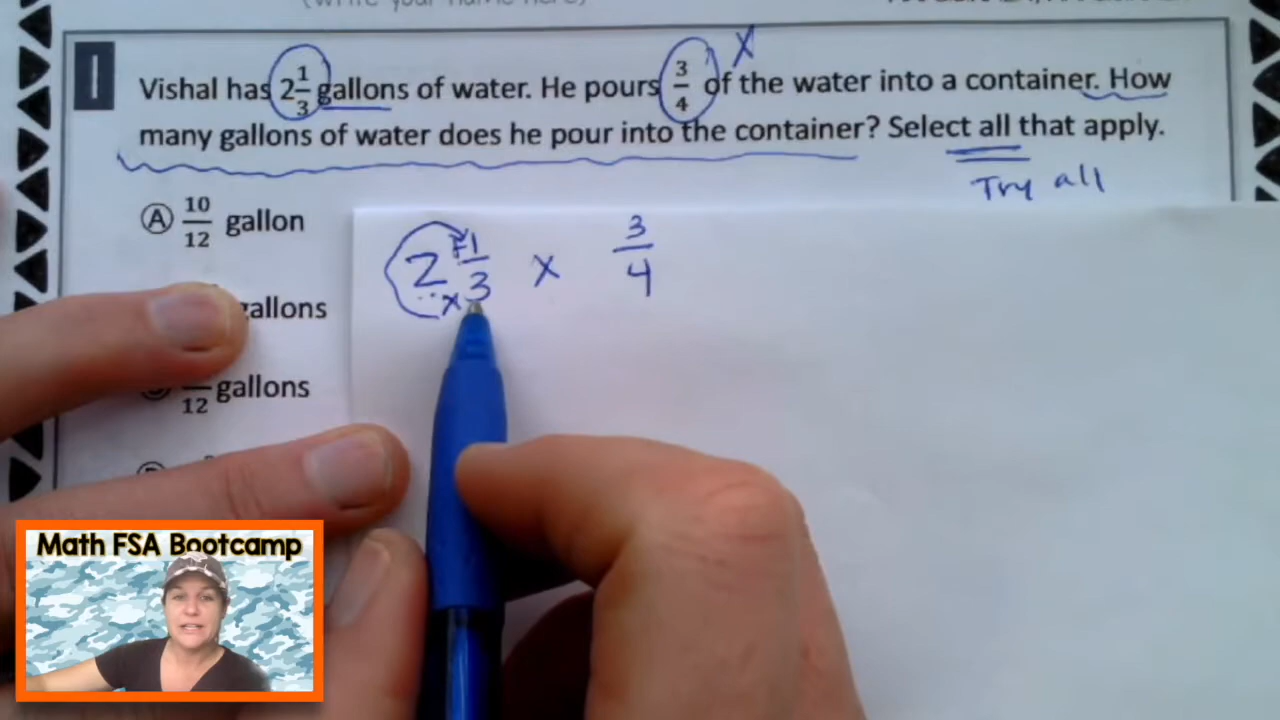 1
Vishal has 2 1/3 gallons of water. He pours 3/4 of the water into a container. How
x
many gallons of water does he pour into the container? Select all that apply.
Try all
A 10/12 gallon
2 +1/3 x 3/4
x
gallons
12 gallons
Math FSA Bootcamp